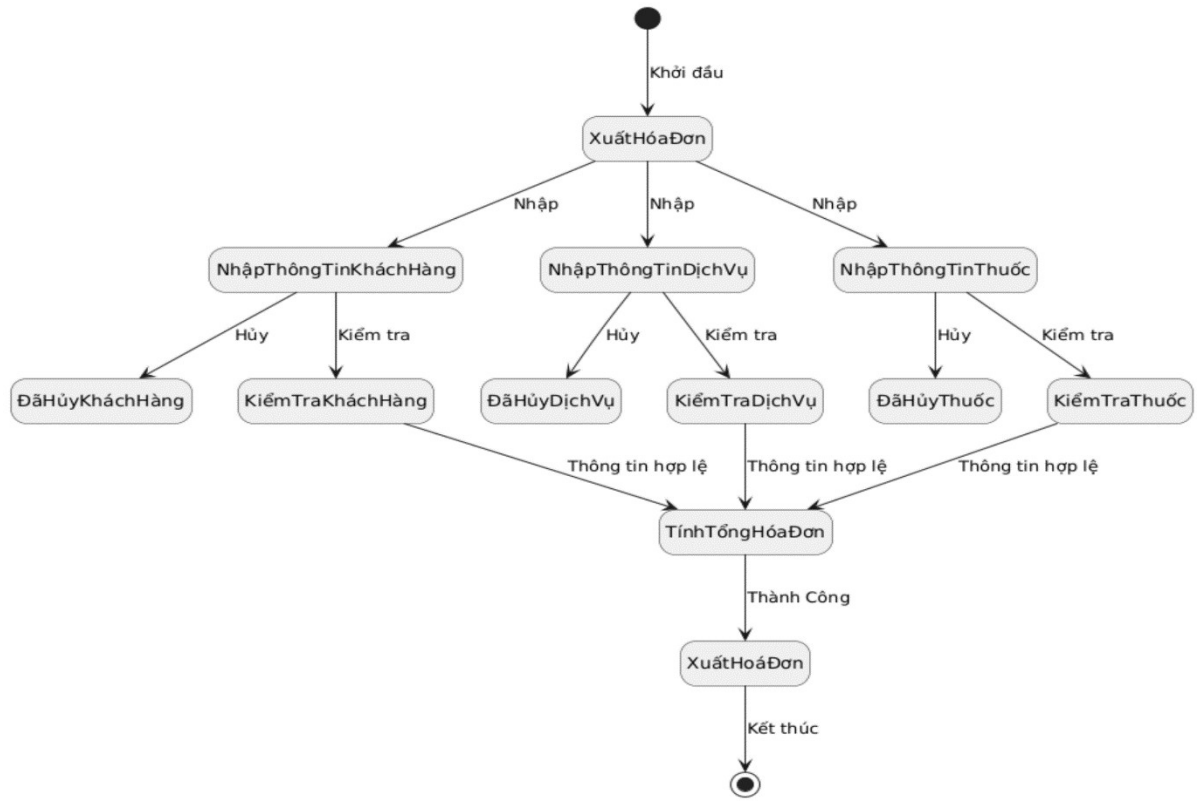 Khởi đầu
XuấtHóaĐơn
Nhập
Nhập
Nhập
NhậpThôngTinKháchHàng
NhậpThôngTinDịchVụ
NhậpThôngTinThuốc
Hủy
Kiểm tra
Hủy
Kiểm tra
Hủy
Kiểm tra
ĐãHủyKháchHàng
KiểmTraKháchHàng
ĐãHủyDịchVụ
KiểmTraDịchVụ
ĐãHủyThuốc
KiểmTraThuốc
Thông tin hợp lệ
Thông tin hợp lệ
Thông tin hợp lệ
TínhTổngHóaĐơn
Thành Công
XuấtHoáĐơn
Kết thúc